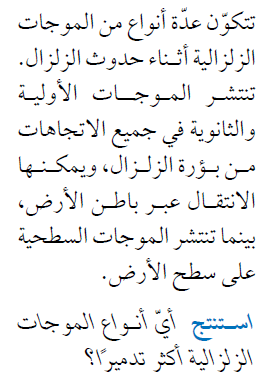 تتكوّن عدّة أنواع من الموجات
الزلزالية أثناء حدوث الزلزال.
تنتشر الموجات الأولية
والثانوية في جميع الاتجاهات
من بؤرة الزلزال، ويمكنها
الانتقال عبر باطن الأرض،
بينما تنتشر الموجات السطحية
على سطح الأرض.
استنتج أيّ أنواع الموجات
الزلزالية أكثر تدميرًا؟